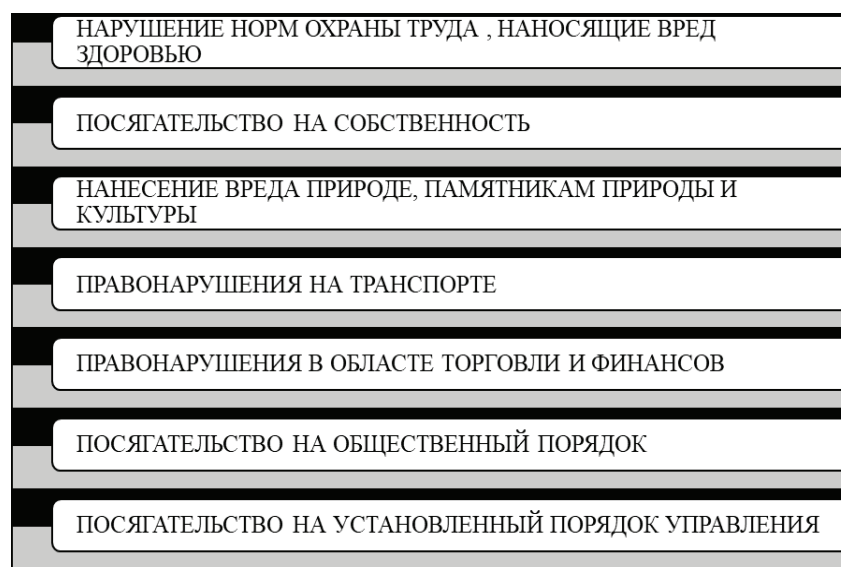 НАРУШЕНИЕ НОРМ ОХРАНЫ ТРУДА , НАНОСЯЩИЕ ВРЕД
ЗДОРОВЬЮ
ПОСЯГАТЕЛЬСТВО НА СОБСТВЕННОСТЬ
НАНЕСЕНИЕ ВРЕДА ПРИРОДЕ, ПАМЯТНИКАМ ПРИРОДЫ И
КУЛЬТУРЫ
ПРАВОНАРУШЕНИЯ НА ТРАНСПОРТЕ
ПРАВОНАРУШЕНИЯ В ОБЛАСТЕ ТОРГОВЛИ И ФИНАНСОВ
ПОСЯГАТЕЛЬСТВО НА ОБЩЕСТВЕННЫЙ ПОРЯДОК
ПОСЯГАТЕЛЬСТВО НА УСТАНОВЛЕННЫЙ ПОРЯДОК УПРАВЛЕНИЯ